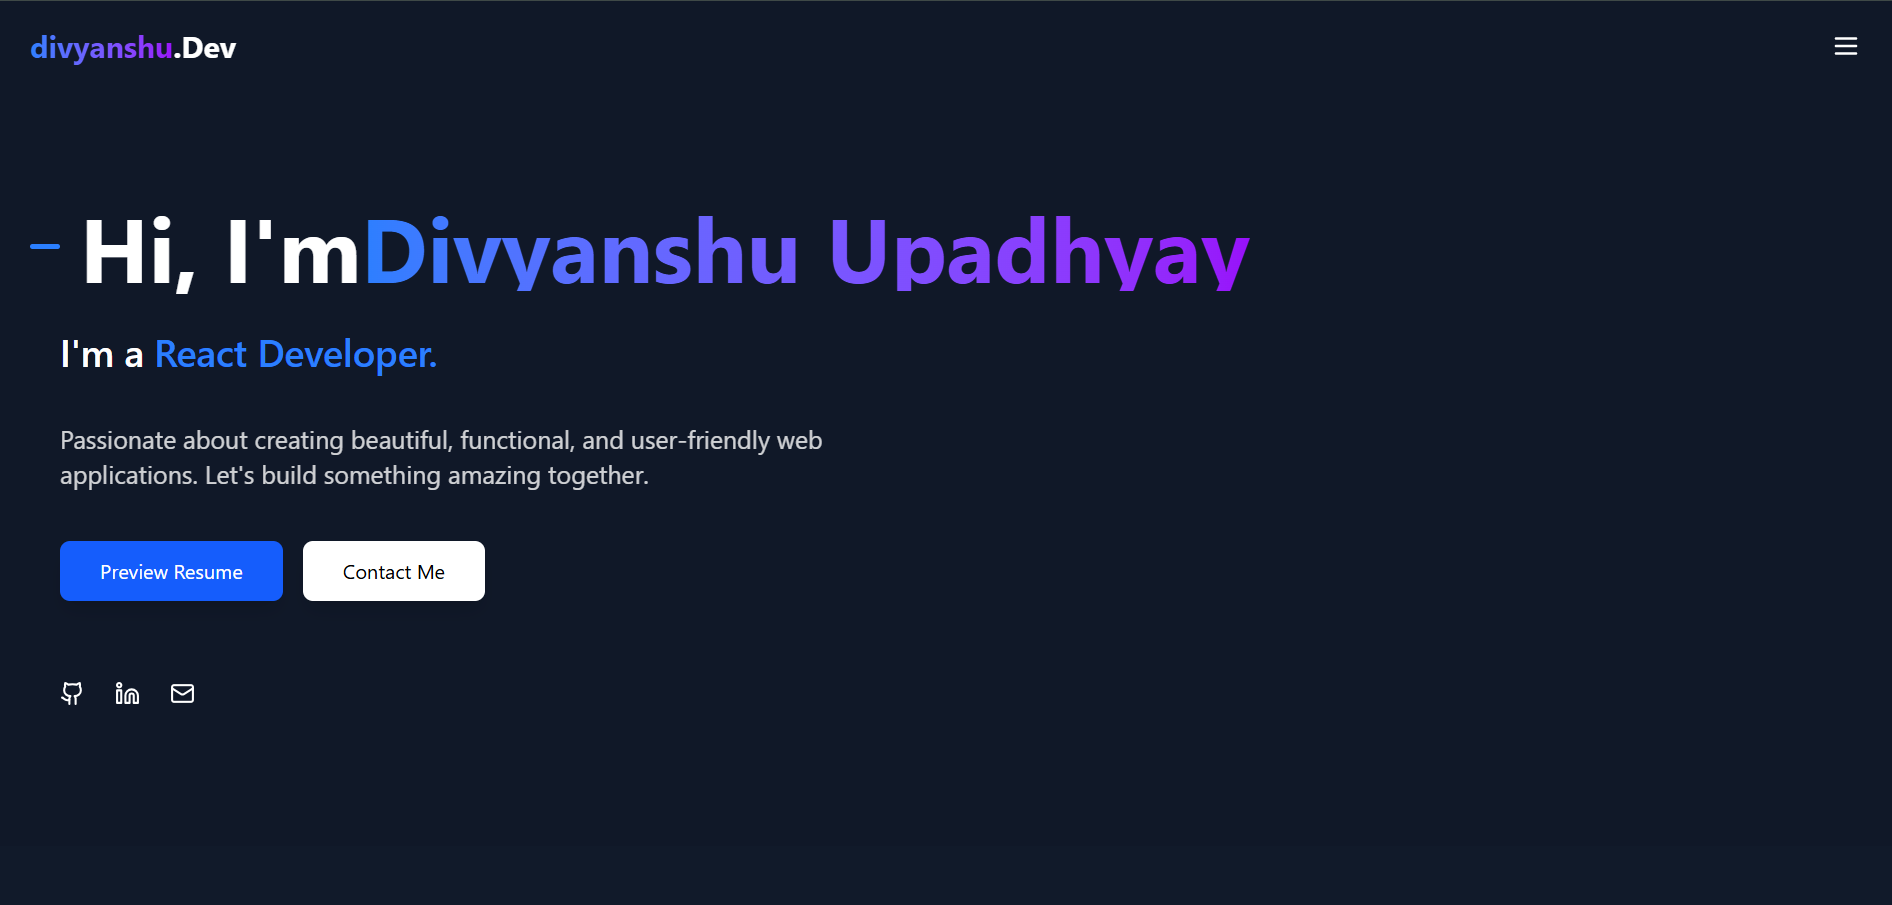 divyanshu.Dev
Hi, I'mDivyanshu Upadhyay
I'm a React Developer.
Passionate about creating beautiful, functional, and user-friendly web
applications. Let's build something amazing together.
Preview Resume
Contact Me